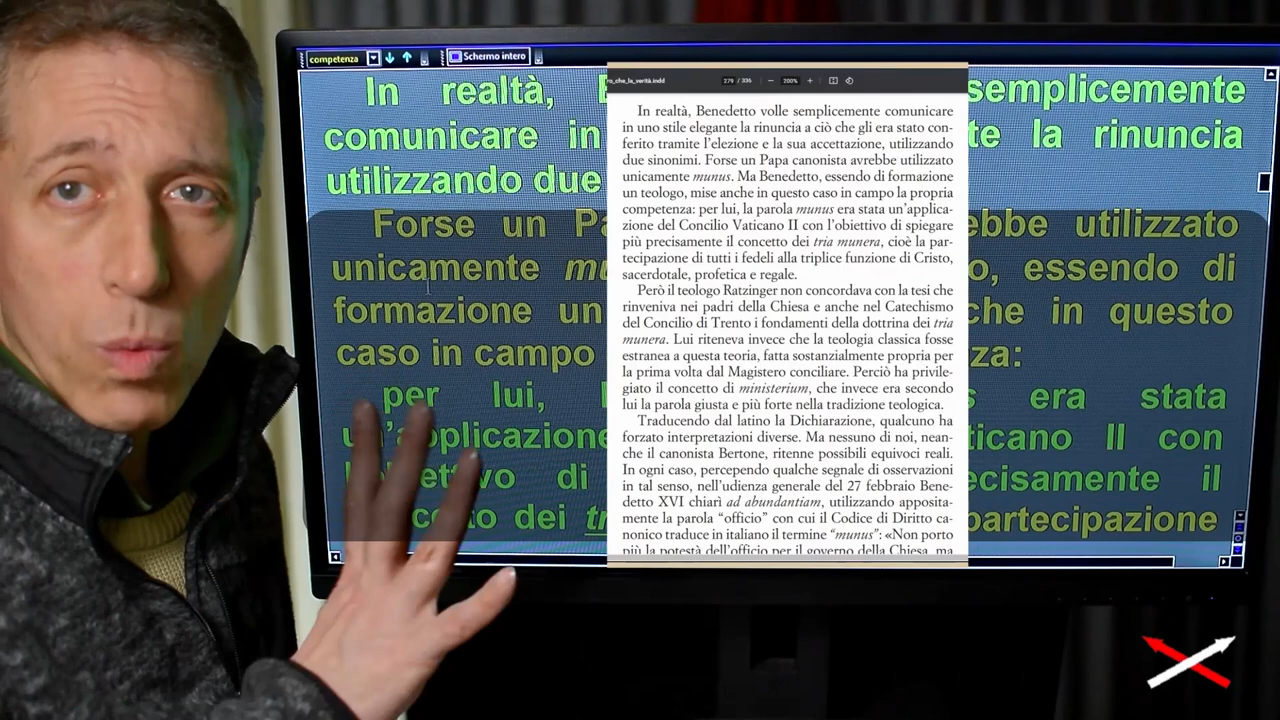 competenza
Schermo intero
In realtà, semplicemente
comunicare in te la rinuncia
utilizzando due
Forse un ebbe utilizzato
unicamente essendo di
formazione un che in questo
caso in campo za:
per lui, era stata
un'applicazione ticano II con
l'obiettivo di ecisamente il
dei partecipazione
ro_che_la_verità.indd 279 / 336 200%
In realtà, Benedetto volle semplicemente comunicare
in uno stile elegante la rinuncia a ciò che gli era stato con-
ferito tramite l'elezione e la sua accettazione, utilizzando
due sinonimi. Forse un Papa canonista avrebbe utilizzato
unicamente munus. Ma Benedetto, essendo di formazione
un teologo, mise anche in questo caso in campo la propria
competenza: per lui, la parola munus era stata un'applica-
zione del Concilio Vaticano II con l'obiettivo di spiegare
più precisamente il concetto dei tria munera, cioè la par-
tecipazione di tutti i fedeli alla triplice funzione di Cristo,
sacerdotale, profetica e regale.
Però il teologo Ratzinger non concordava con la tesi che
rinveniva nei padri della Chiesa e anche nel Catechismo
del Concilio di Trento i fondamenti della dottrina dei tria
munera. Lui riteneva invece che la teologia classica fosse
estranea a questa teoria, fatta sostanzialmente propria per
la prima volta dal Magistero conciliare. Perciò ha privile-
giato il concetto di ministerium, che invece era secondo
lui la parola giusta e più forte nella tradizione teologica.
Traducendo dal latino la Dichiarazione, qualcuno ha
forzato interpretazioni diverse. Ma nessuno di noi, nean-
che il canonista Bertone, ritenne possibili equivoci reali.
In ogni caso, percependo qualche segnale di osservazioni
in tal senso, nell'udienza generale del 27 febbraio Bene-
detto XVI chiarì ad abundantiam, utilizzando apposita-
mente la parola “officio” con cui il Codice di Diritto ca-
nonico traduce in italiano il termine “munus”: «Non porto
più la potestà dell'officio per il governo della Chiesa, ma